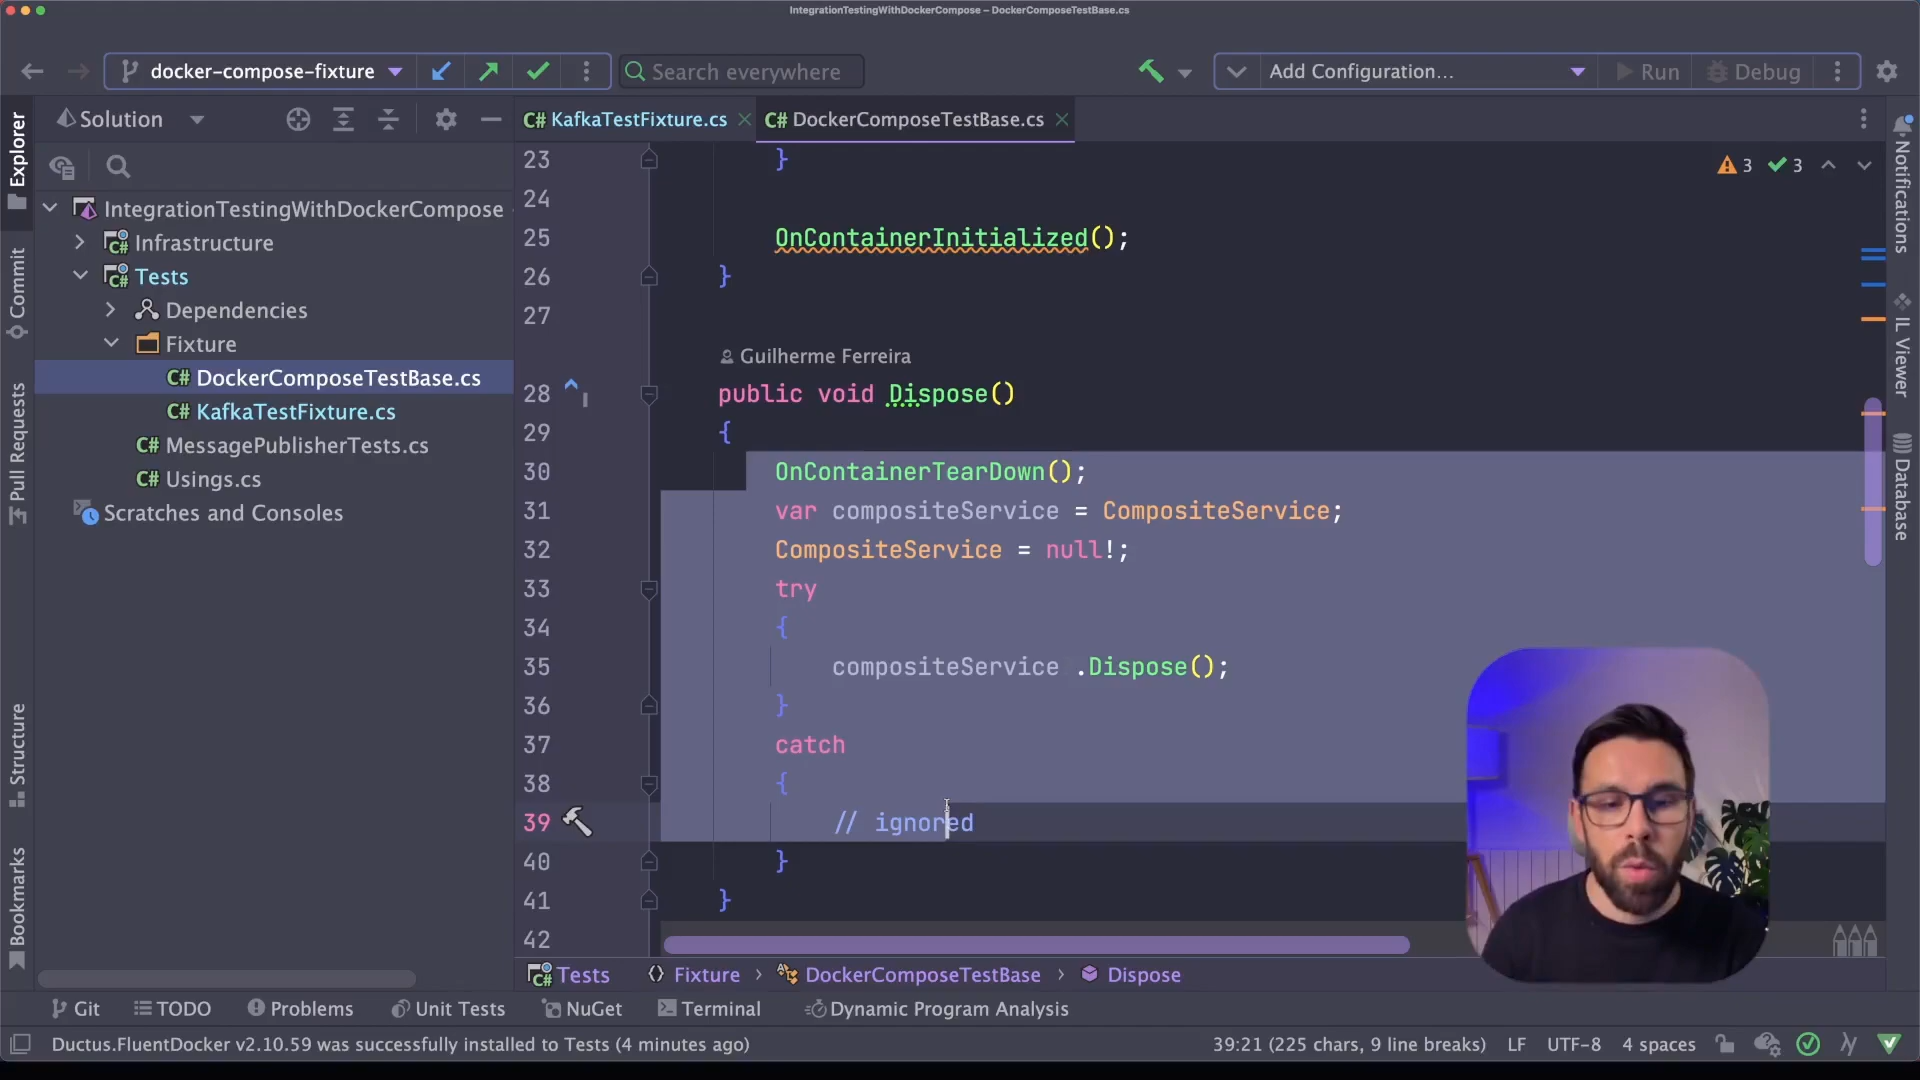 IntegrationTestingWithDockerCompose – DockerComposeTestBase.cs
docker-compose-fixture
Search everywhere
Add Configuration...
Run
Debug
Solution
C# KafkaTestFixture.cs
C# DockerComposeTestBase.cs
Explorer
Commit
Pull Requests
Structure
Bookmarks
IntegrationTestingWithDockerCompose
C# Infrastructure
C# Tests
Dependencies
Fixture
C# DockerComposeTestBase.cs
C# KafkaTestFixture.cs
C# MessagePublisherTests.cs
C# Usings.cs
Scratches and Consoles
3 3
23 }
24
25 OnContainerInitialized();
26 }
27
Guilherme Ferreira
28 public void Dispose()
29 {
30 OnContainerTearDown();
31 var compositeService = CompositeService;
32 CompositeService = null!;
33 try
34 {
35 compositeService .Dispose();
36 }
37 catch
38 {
39 // ignored
40 }
41 }
42
Notifications
IL Viewer
Database
C# Tests
Fixture > DockerComposeTestBase > Dispose
Git
TODO
Problems
Unit Tests
NuGet
Terminal
Dynamic Program Analysis
Ductus.FluentDocker v2.10.59 was successfully installed to Tests (4 minutes ago)
39:21 (225 chars, 9 line breaks)
LF
UTF-8
4 spaces